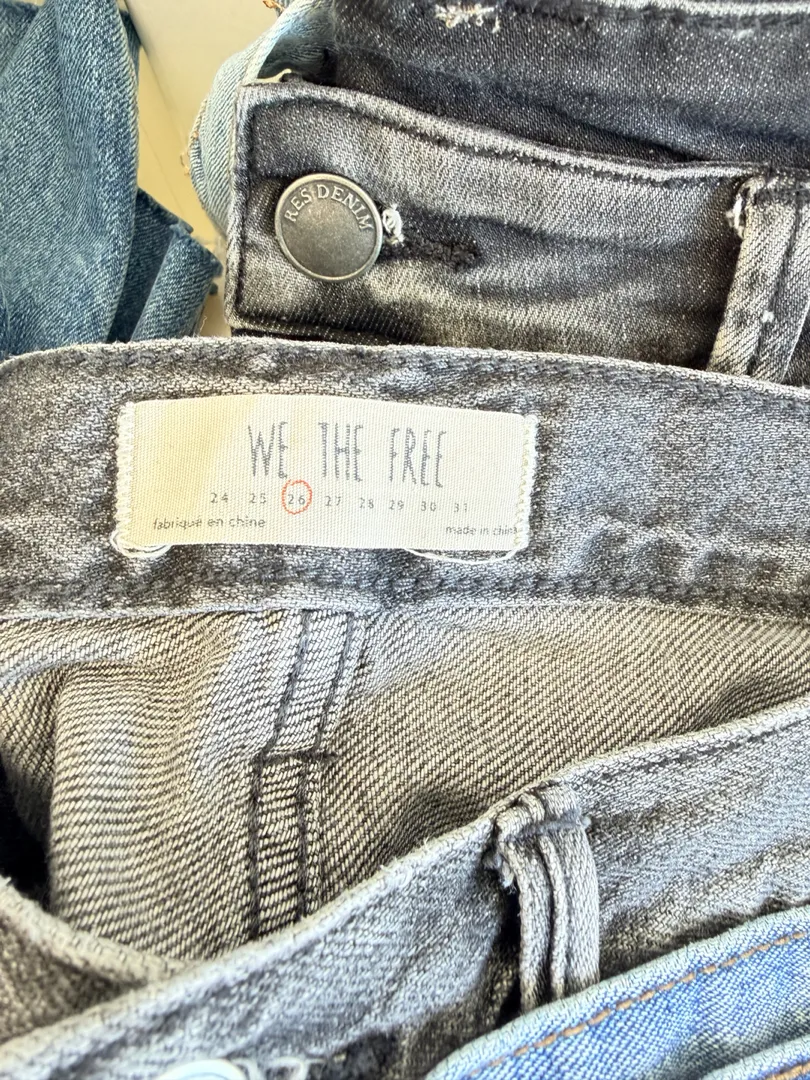 RES·DENIM
WE THE FREE
24 25 26 27 28 29 30 31
fabriqué en chine
made in china